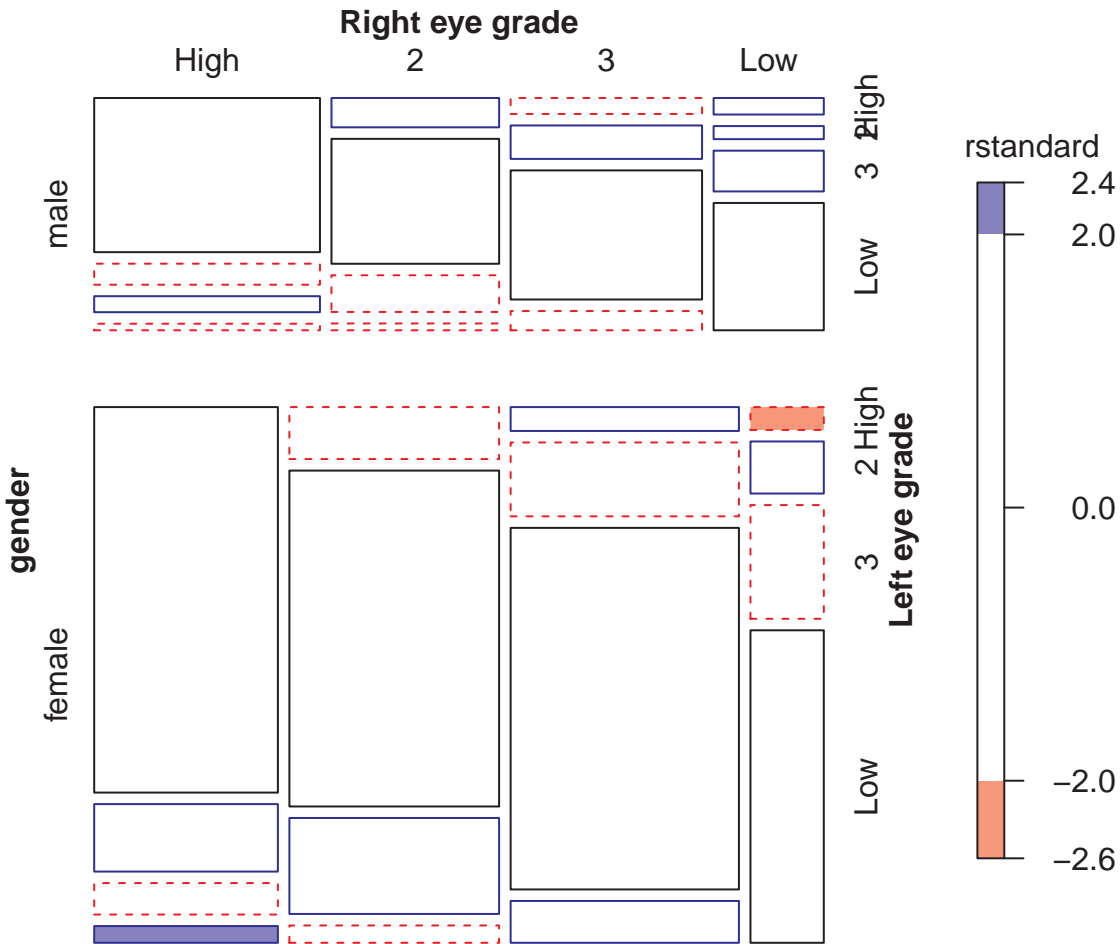 Right eye grade
High 2 3 Low
male
High
2
3
Low
rstandard
2.4
2.0
0.0
−2.0
−2.6
gender
female
High
2
3
Low
Left eye grade